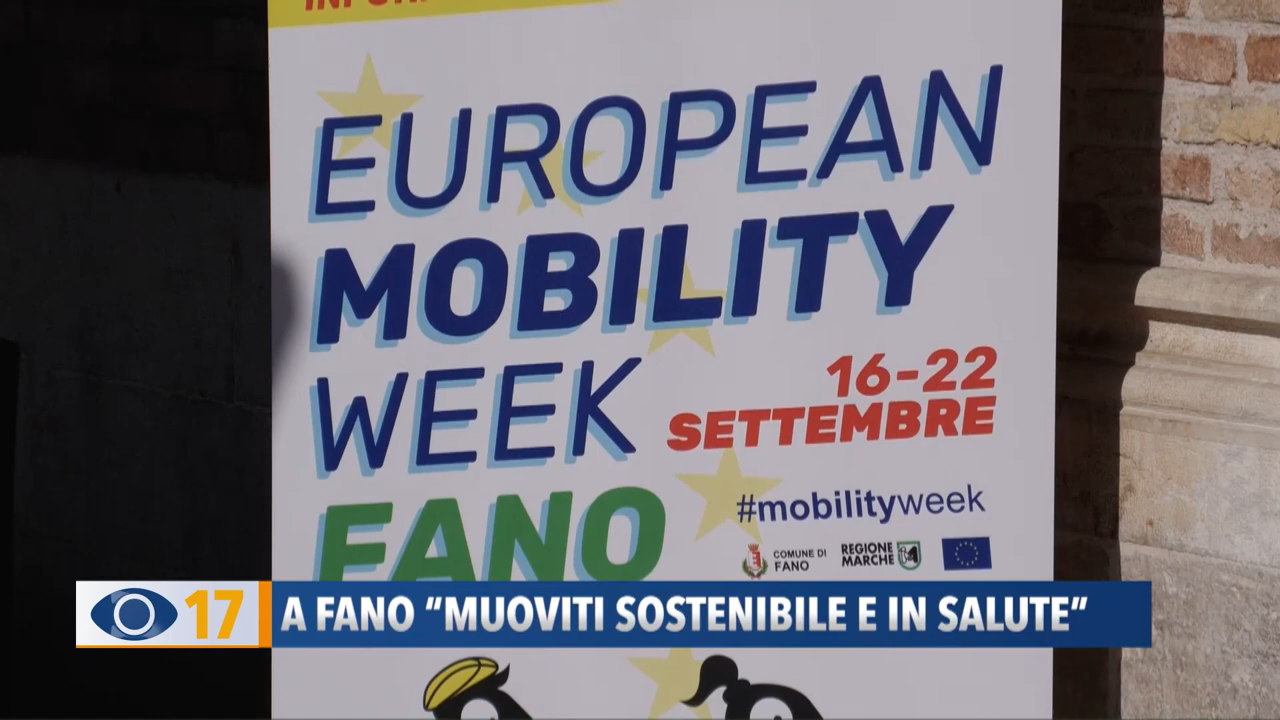 EUROPEAN
MOBILITY
WEEK
16-22
SETTEMBRE
FANO
#mobilityweek
COMUNE DI
FANO
REGIONE
MARCHE
17
A FANO “MUOVITI SOSTENIBILE E IN SALUTE”